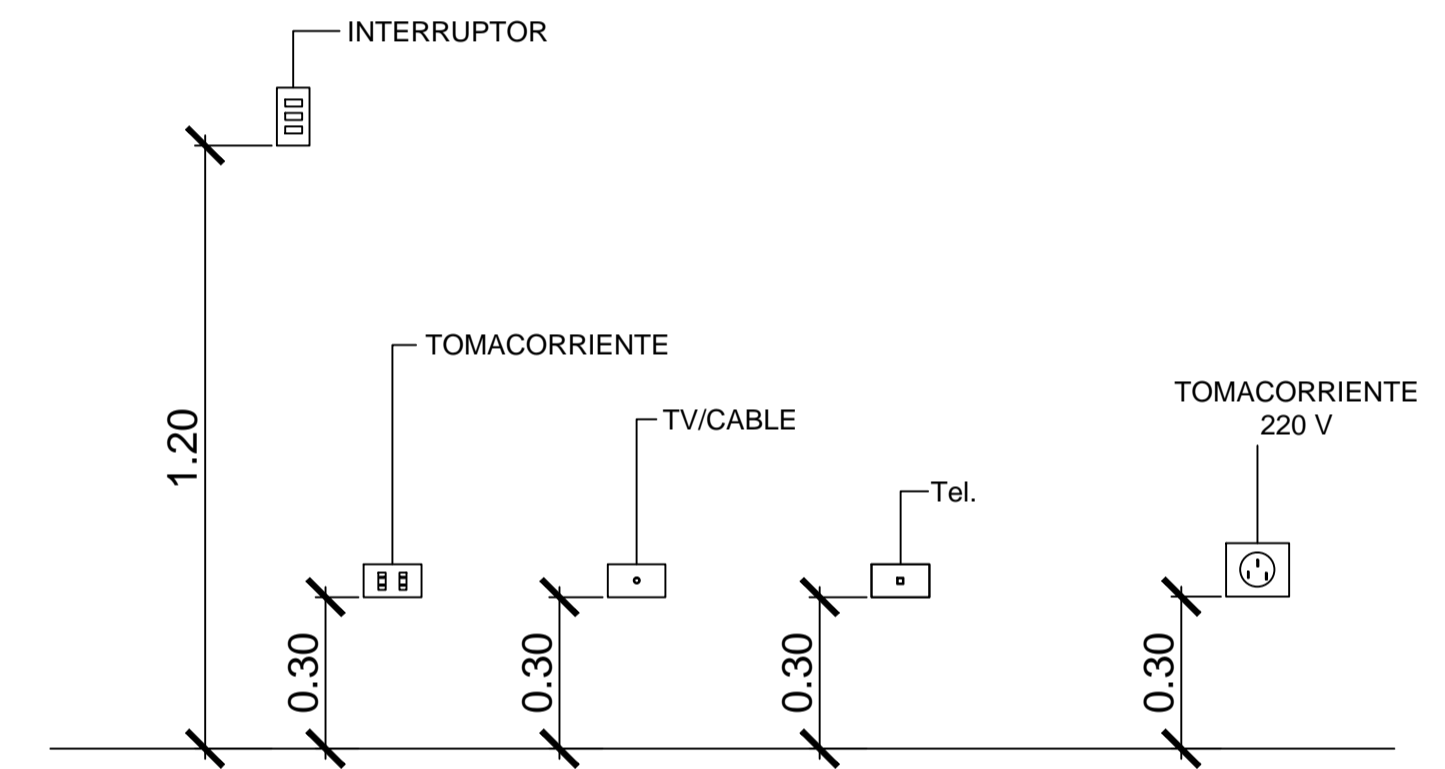 INTERRUPTOR
TOMACORRIENTE
TV/CABLE
Tel.
TOMACORRIENTE
220 V
1.20
0.30
0.30
0.30
0.30